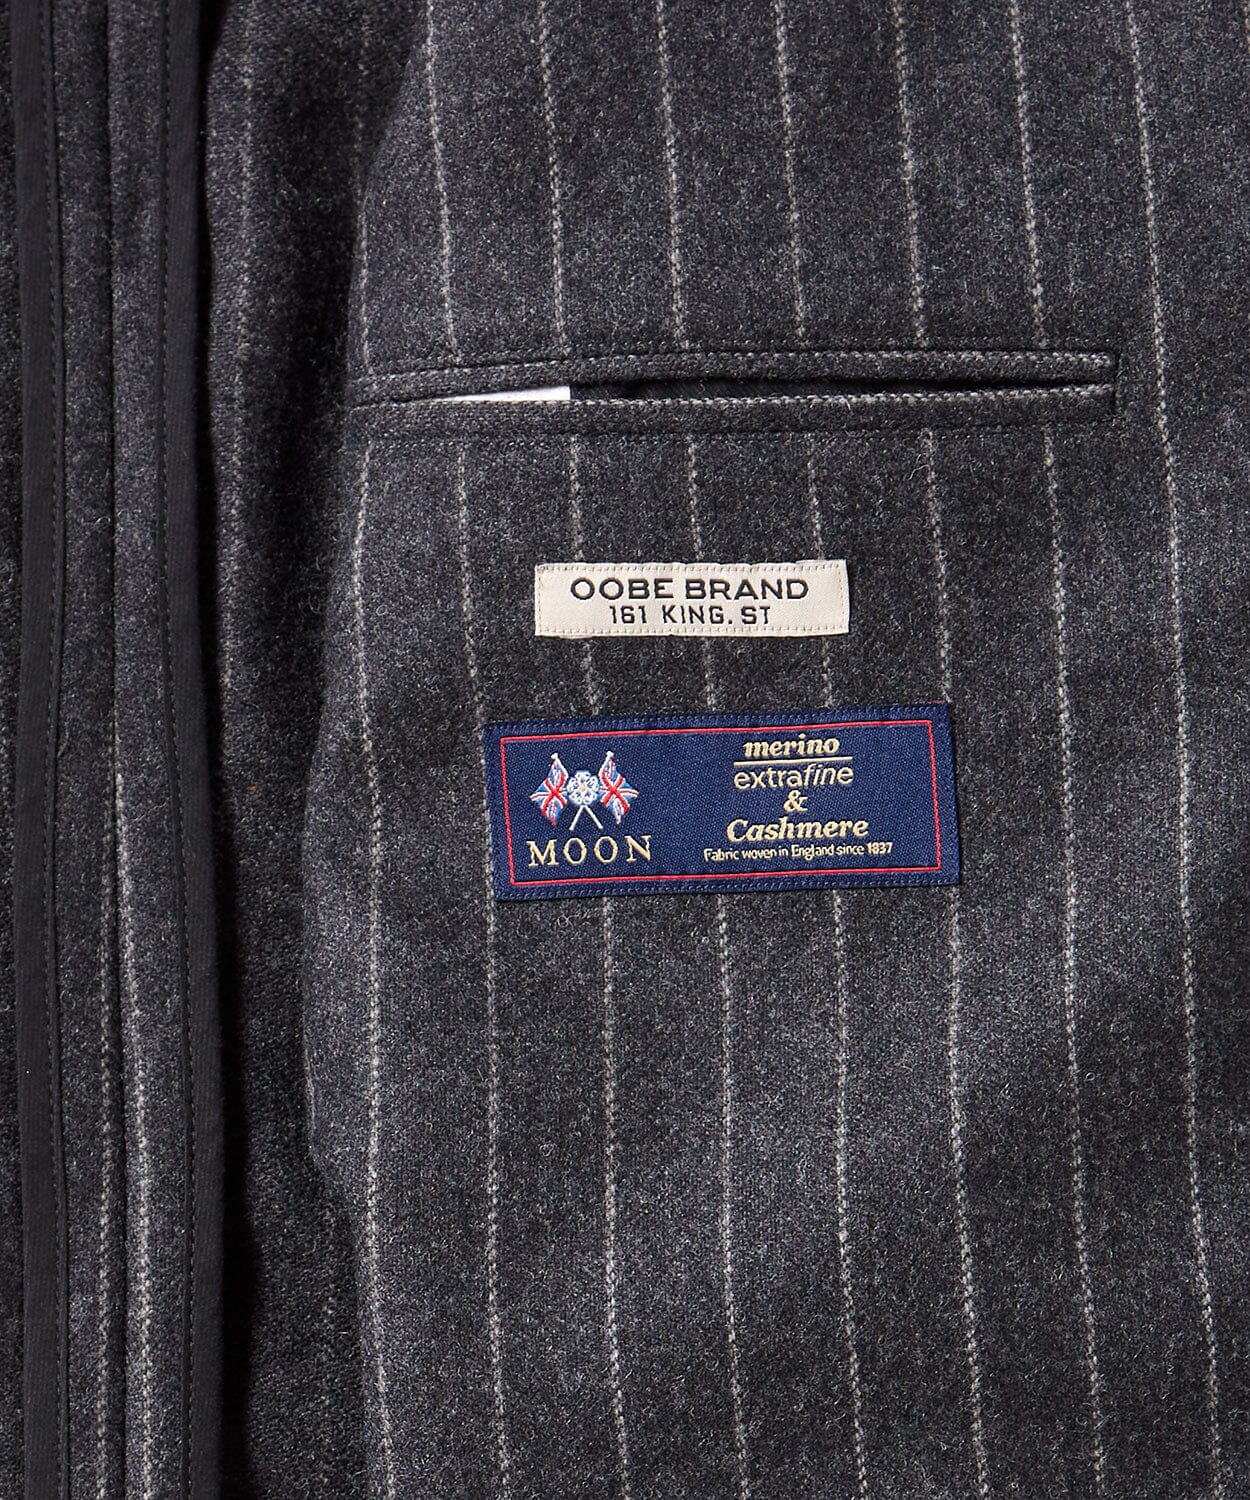 OOBE BRAND
161 KING. ST
MOON
merino
extrafine
&
Cashmere
Fabric woven in England since 1837